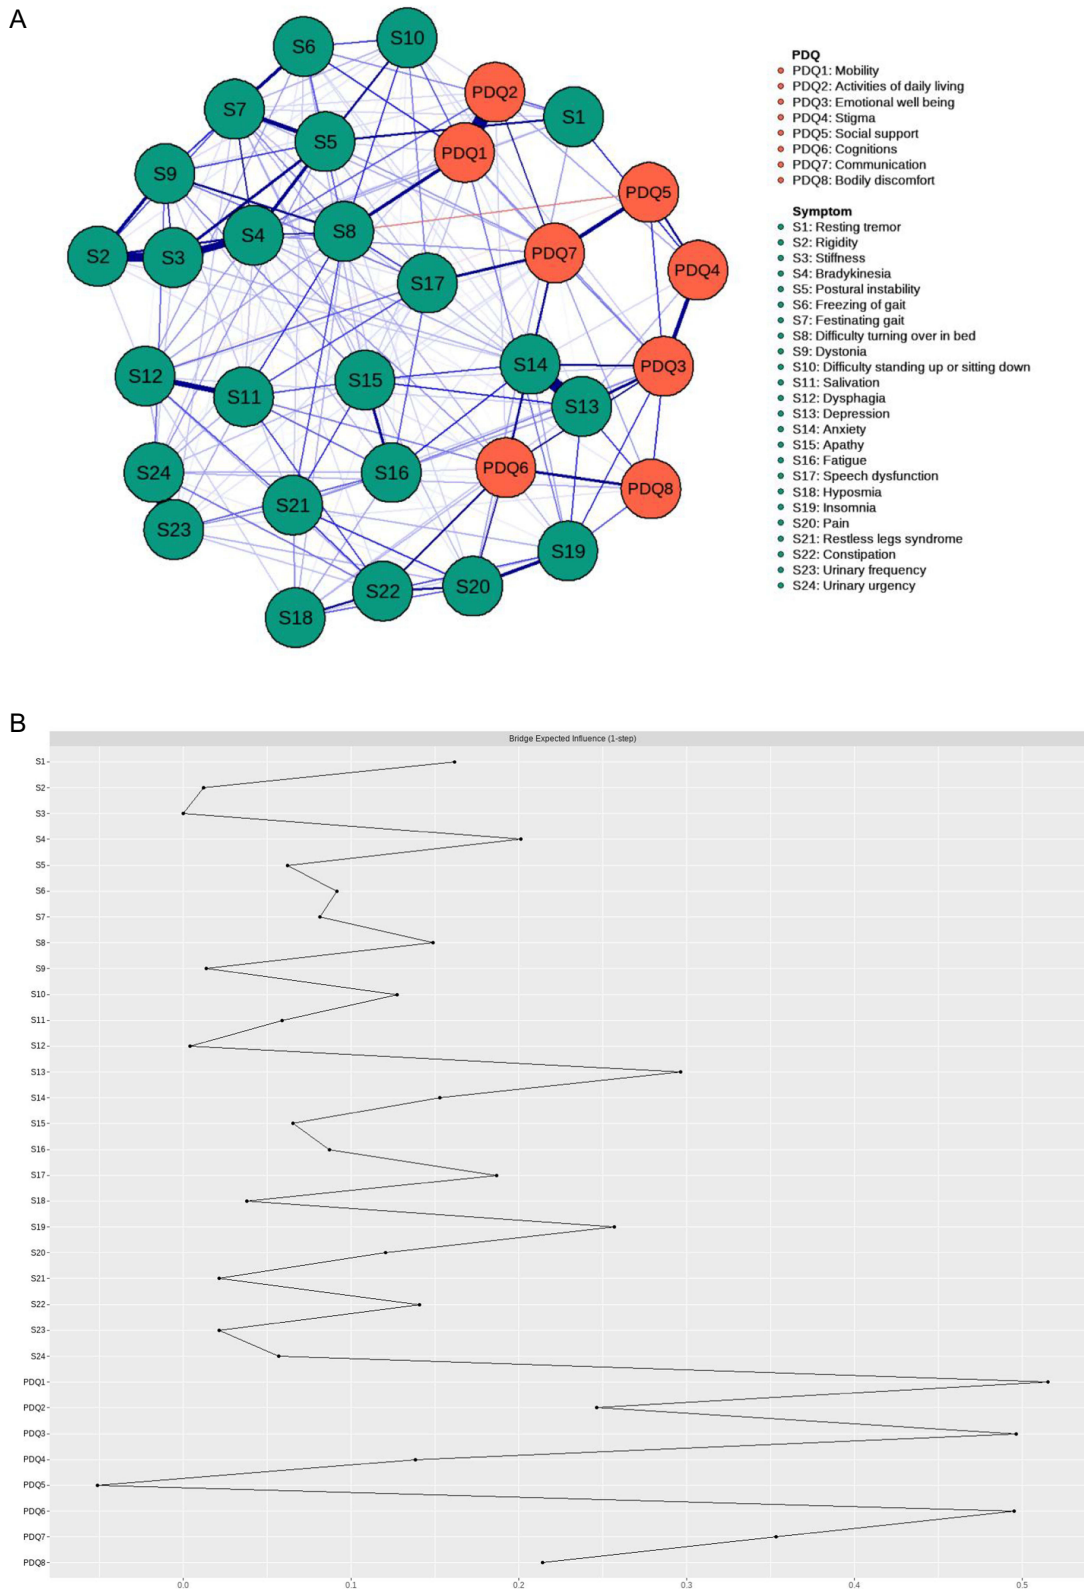 A
S6
S10
PDQ2
S7
S1
S5
PDQ1
S9
PDQ5
S8
S4
PDQ7
S2
S3
PDQ4
S17
S14
PDQ3
S12
S15
S11
S13
PDQ6
S24
S16
PDQ8
S21
S23
S19
S20
S22
S18
PDQ
PDQ1: Mobility
PDQ2: Activities of daily living
PDQ3: Emotional well being
PDQ4: Stigma
PDQ5: Social support
PDQ6: Cognitions
PDQ7: Communication
PDQ8: Bodily discomfort
Symptom
S1: Resting tremor
S2: Rigidity
S3: Stiffness
S4: Bradykinesia
S5: Postural instability
S6: Freezing of gait
S7: Festinating gait
S8: Difficulty turning over in bed
S9: Dystonia
S10: Difficulty standing up or sitting down
S11: Salivation
S12: Dysphagia
S13: Depression
S14: Anxiety
S15: Apathy
S16: Fatigue
S17: Speech dysfunction
S18: Hyposmia
S19: Insomnia
S20: Pain
S21: Restless legs syndrome
S22: Constipation
S23: Urinary frequency
S24: Urinary urgency
B
Bridge Expected Influence (1-step)
S1
S2
S3
S4
S5
S6
S7
S8
S9
S10
S11
S12
S13
S14
S15
S16
S17
S18
S19
S20
S21
S22
S23
S24
PDQ1
PDQ2
PDQ3
PDQ4
PDQ5
PDQ6
PDQ7
PDQ8
0.0 0.1 0.2 0.3 0.4 0.5